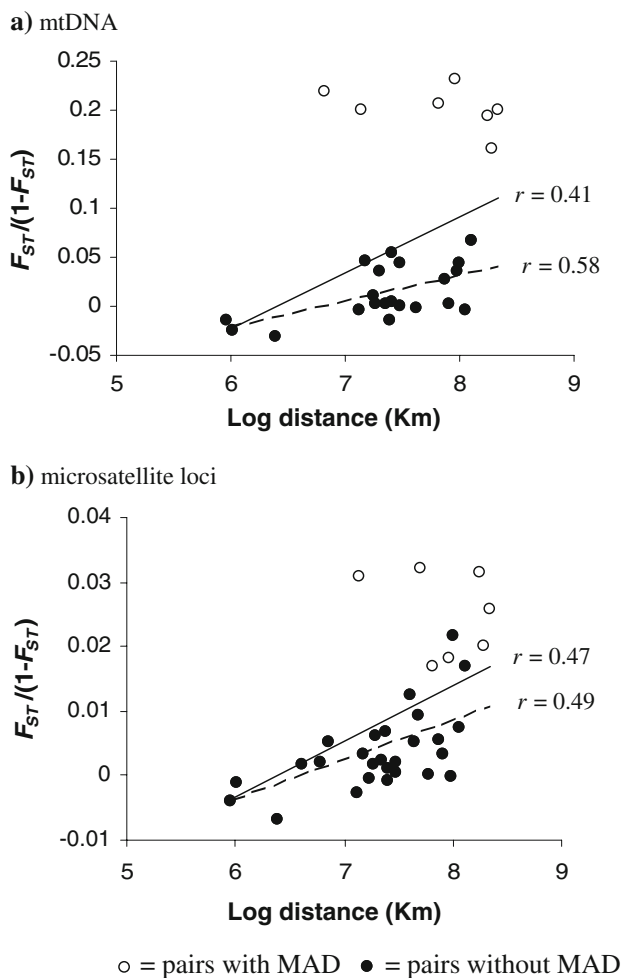 a) mtDNA
0.25
0.2
0.15
0.1
0.05
0
-0.05
F_ST/(1-F_ST)
r = 0.41
r = 0.58
5 6 7 8 9
Log distance (Km)
b) microsatellite loci
0.04
0.03
0.02
0.01
0
-0.01
F_ST/(1-F_ST)
r = 0.47
r = 0.49
5 6 7 8 9
Log distance (Km)
○ = pairs with MAD ● = pairs without MAD